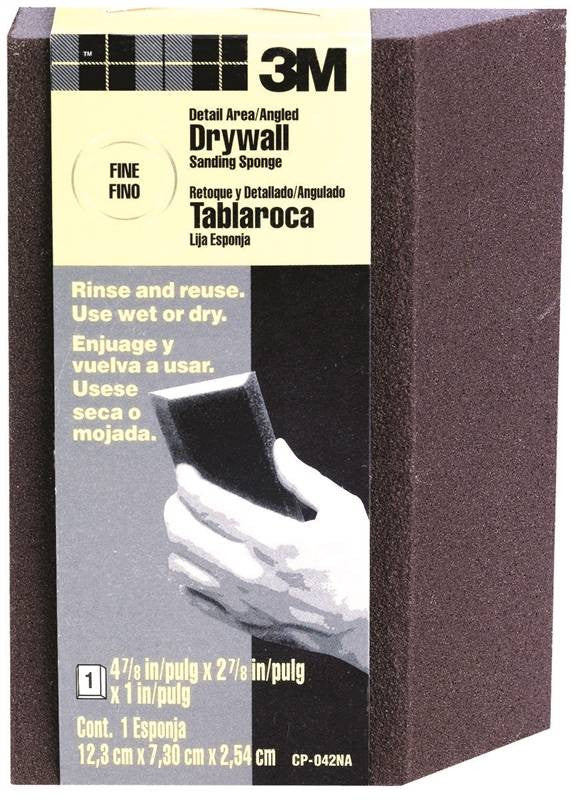 TM
3M
Detail Area/Angled
Drywall
Sanding Sponge
FINE
FINO
Retoque y Detallado/Angulado
Tablaroca
Lija Esponja
Rinse and reuse.
Use wet or dry.
Enjuage y
vuelva a usar.
Usese
seca o
mojada.
1
4 7/8 in/pulg x 2 7/8 in/pulg
x 1 in/pulg
Cont. 1 Esponja
12,3 cm x 7,30 cm x 2,54 cm
CP-042NA